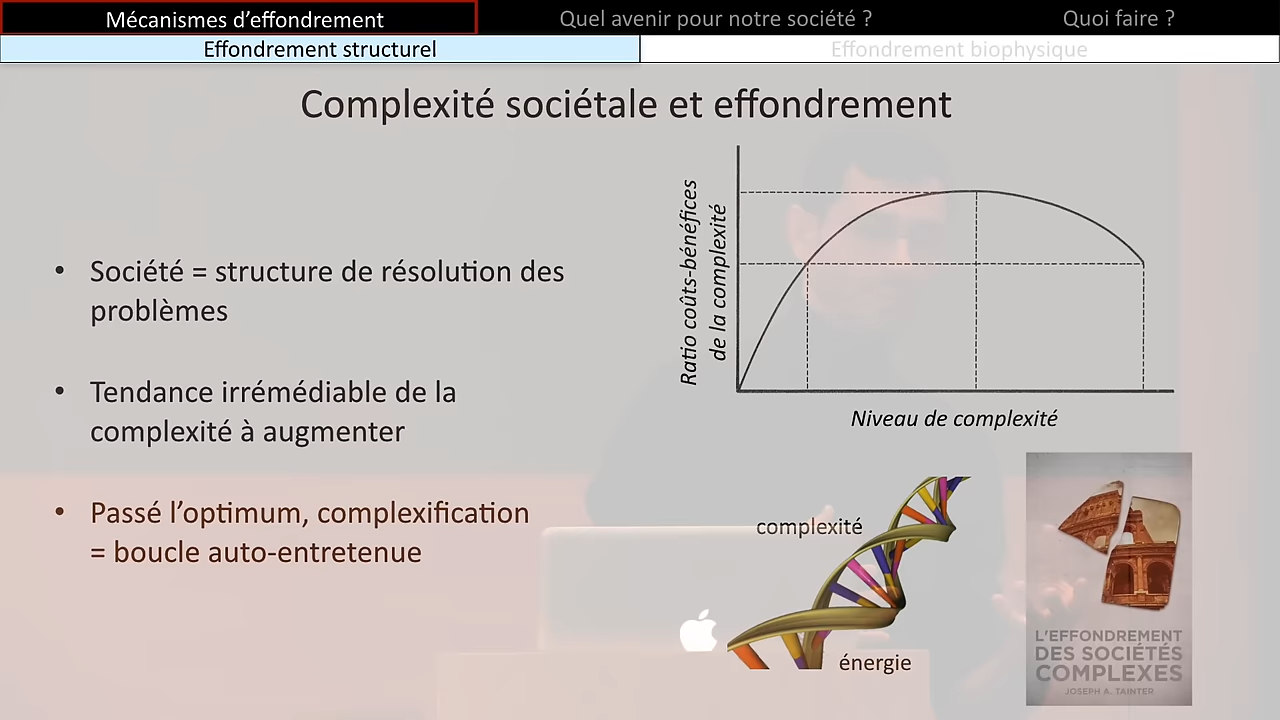 Mécanismes d'effondrement
Quel avenir pour notre société ?
Quoi faire ?
Effondrement structurel
Effondrement biophysique
Complexité sociétale et effondrement
• Société = structure de résolution des
problèmes
• Tendance irrémédiable de la
complexité à augmenter
• Passé l'optimum, complexification
= boucle auto-entretenue
Ratio coûts-bénéfices
de la complexité
Niveau de complexité
complexité
énergie
L'EFFONDREMENT
DES SOCIÉTÉS
COMPLEXES
JOSEPH A. TAINTER